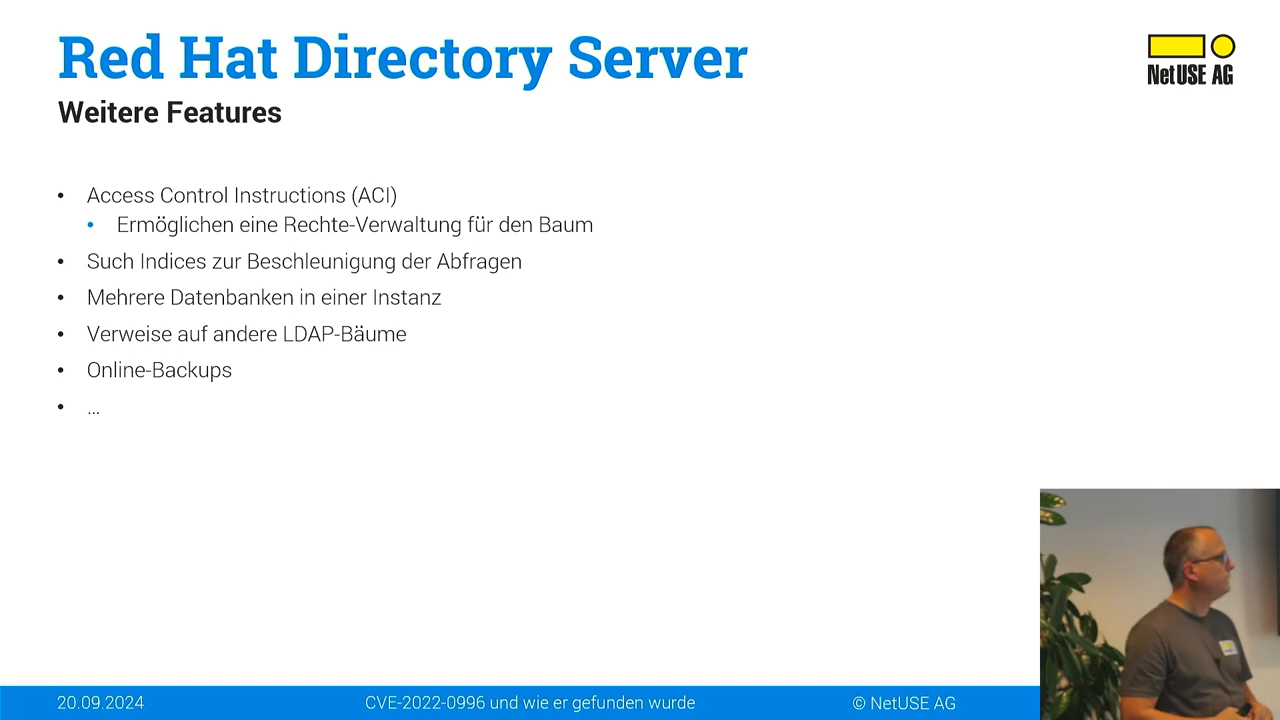 Red Hat Directory Server
NetUSE AG
Weitere Features
• Access Control Instructions (ACI)
• Ermöglichen eine Rechte-Verwaltung für den Baum
• Such Indices zur Beschleunigung der Abfragen
• Mehrere Datenbanken in einer Instanz
• Verweise auf andere LDAP-Bäume
• Online-Backups
• ...
20.09.2024
CVE-2022-0996 und wie er gefunden wurde
© NetUSE AG